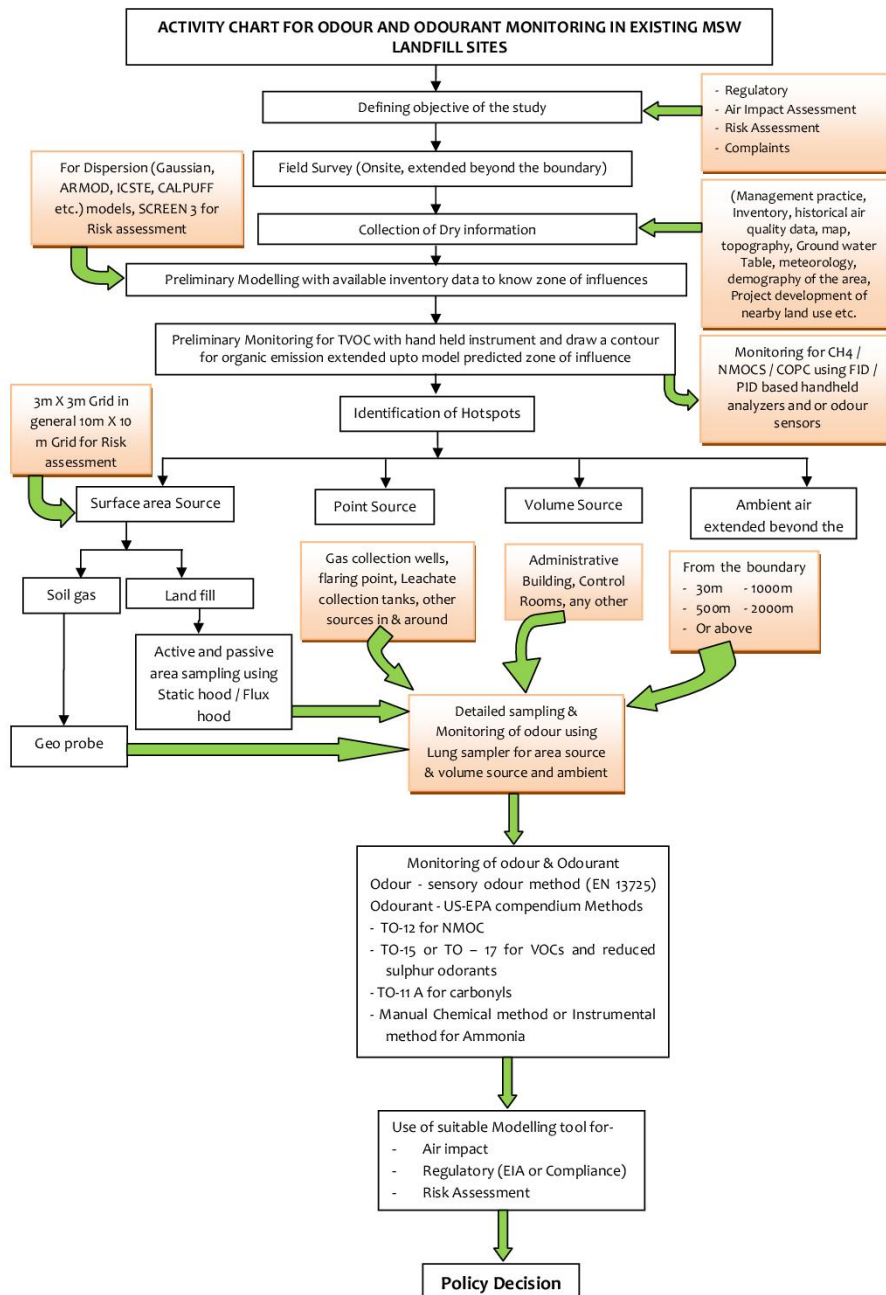 ACTIVITY CHART FOR ODOUR AND ODOURANT MONITORING IN EXISTING MSW
LANDFILL SITES
Defining objective of the study
- Regulatory
- Air Impact Assessment
- Risk Assessment
- Complaints
For Dispersion (Gaussian,
ARMOD, ICSTE, CALPUFF
etc.) models, SCREEN 3 for
Risk assessment
Field Survey (Onsite, extended beyond the boundary)
Collection of Dry information
(Management practice,
Inventory, historical air
quality data, map,
topography, Ground water
Table, meteorology,
demography of the area,
Project development of
nearby land use etc.
Preliminary Modelling with available inventory data to know zone of influences
Preliminary Monitoring for TVOC with hand held instrument and draw a contour
for organic emission extended upto model predicted zone of influence
Monitoring for CH4 /
NMOCS / COPC using FID /
PID based handheld
analyzers and or odour
sensors
3m X 3m Grid in
general 10m X 10
m Grid for Risk
assessment
Identification of Hotspots
Surface area Source
Point Source
Volume Source
Ambient air
extended beyond the
Soil gas
Land fill
Gas collection wells,
flaring point, Leachate
collection tanks, other
sources in & around
Administrative
Building, Control
Rooms, any other
From the boundary
- 30m - 1000m
- 500m - 2000m
- Or above
Active and passive
area sampling using
Static hood / Flux
hood
Geo probe
Detailed sampling &
Monitoring of odour using
Lung sampler for area source
& volume source and ambient
Monitoring of odour & Odourant
Odour - sensory odour method (EN 13725)
Odourant - US-EPA compendium Methods
- TO-12 for NMOC
- TO-15 or TO – 17 for VOCs and reduced
sulphur odorants
- TO-11 A for carbonyls
- Manual Chemical method or Instrumental
method for Ammonia
Use of suitable Modelling tool for-
- Air impact
- Regulatory (EIA or Compliance)
- Risk Assessment
Policy Decision